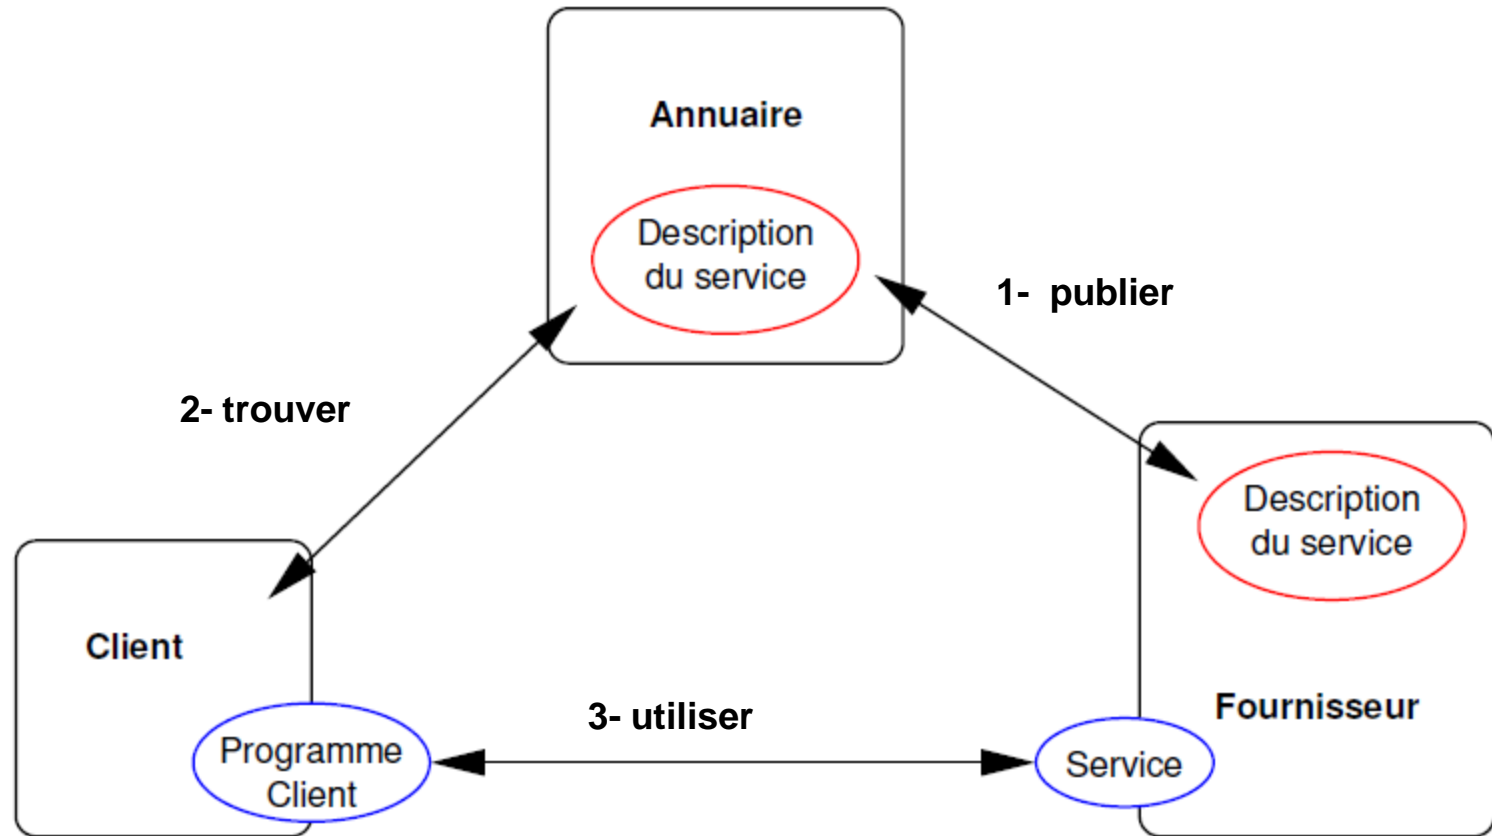 Annuaire
Description
du service
1- publier
2- trouver
Description
du service
Client
Fournisseur
3- utiliser
Programme
Client
Service